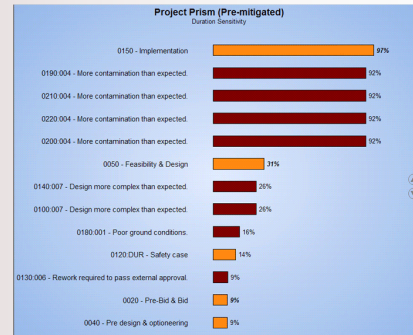 Project Prism (Pre-mitigated)
Duration Sensitivity
0150 - Implementation 97%
0190:004 - More contamination than expected. 92%
0210:004 - More contamination than expected. 92%
0220:004 - More contamination than expected. 92%
0200:004 - More contamination than expected. 92%
0050 - Feasibility & Design 31%
0140:007 - Design more complex than expected. 26%
0100:007 - Design more complex than expected. 26%
0180:001 - Poor ground conditions. 16%
0120:DUR - Safety case 14%
0130:006 - Rework required to pass external approval. 9%
0020 - Pre-Bid & Bid 9%
0040 - Pre design & optioneering 9%